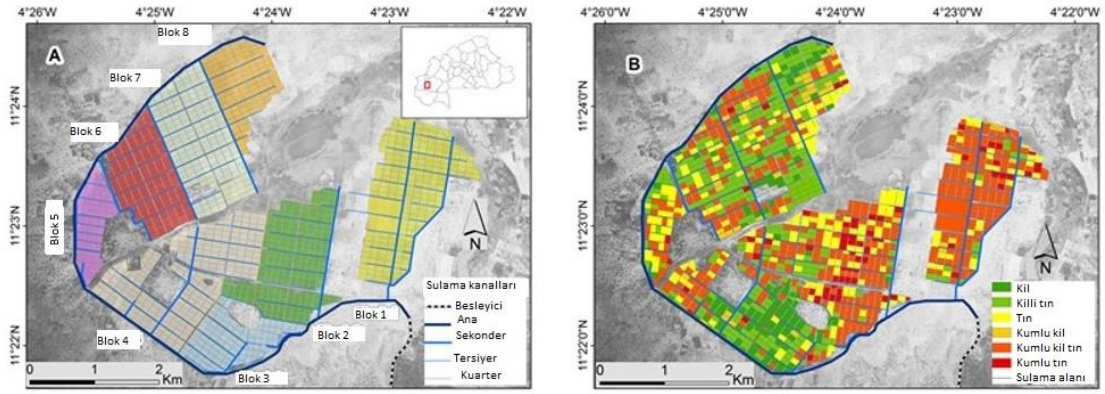 4°26'W 4°25'W 4°24'W 4°23'W 4°22'W
11°24'0"N
11°23'0"N
11°22'0"N
A
Blok 8
Blok 7
Blok 6
Blok 5
Blok 4
Blok 3
Blok 2
Blok 1
N
Sulama kanalları
Besleyici
Ana
Sekonder
Tersiyer
Kuarter
0 1 2
Km
4°26'0"W 4°25'0"W 4°24'0"W 4°23'0"W 4°22'0"W
11°24'0"N
11°23'0"N
11°22'0"N
B
N
Kil
Killi tın
Tın
Kumlu kil
Kumlu kil tın
Kumlu tın
Sulama alanı
0 1 2
Km